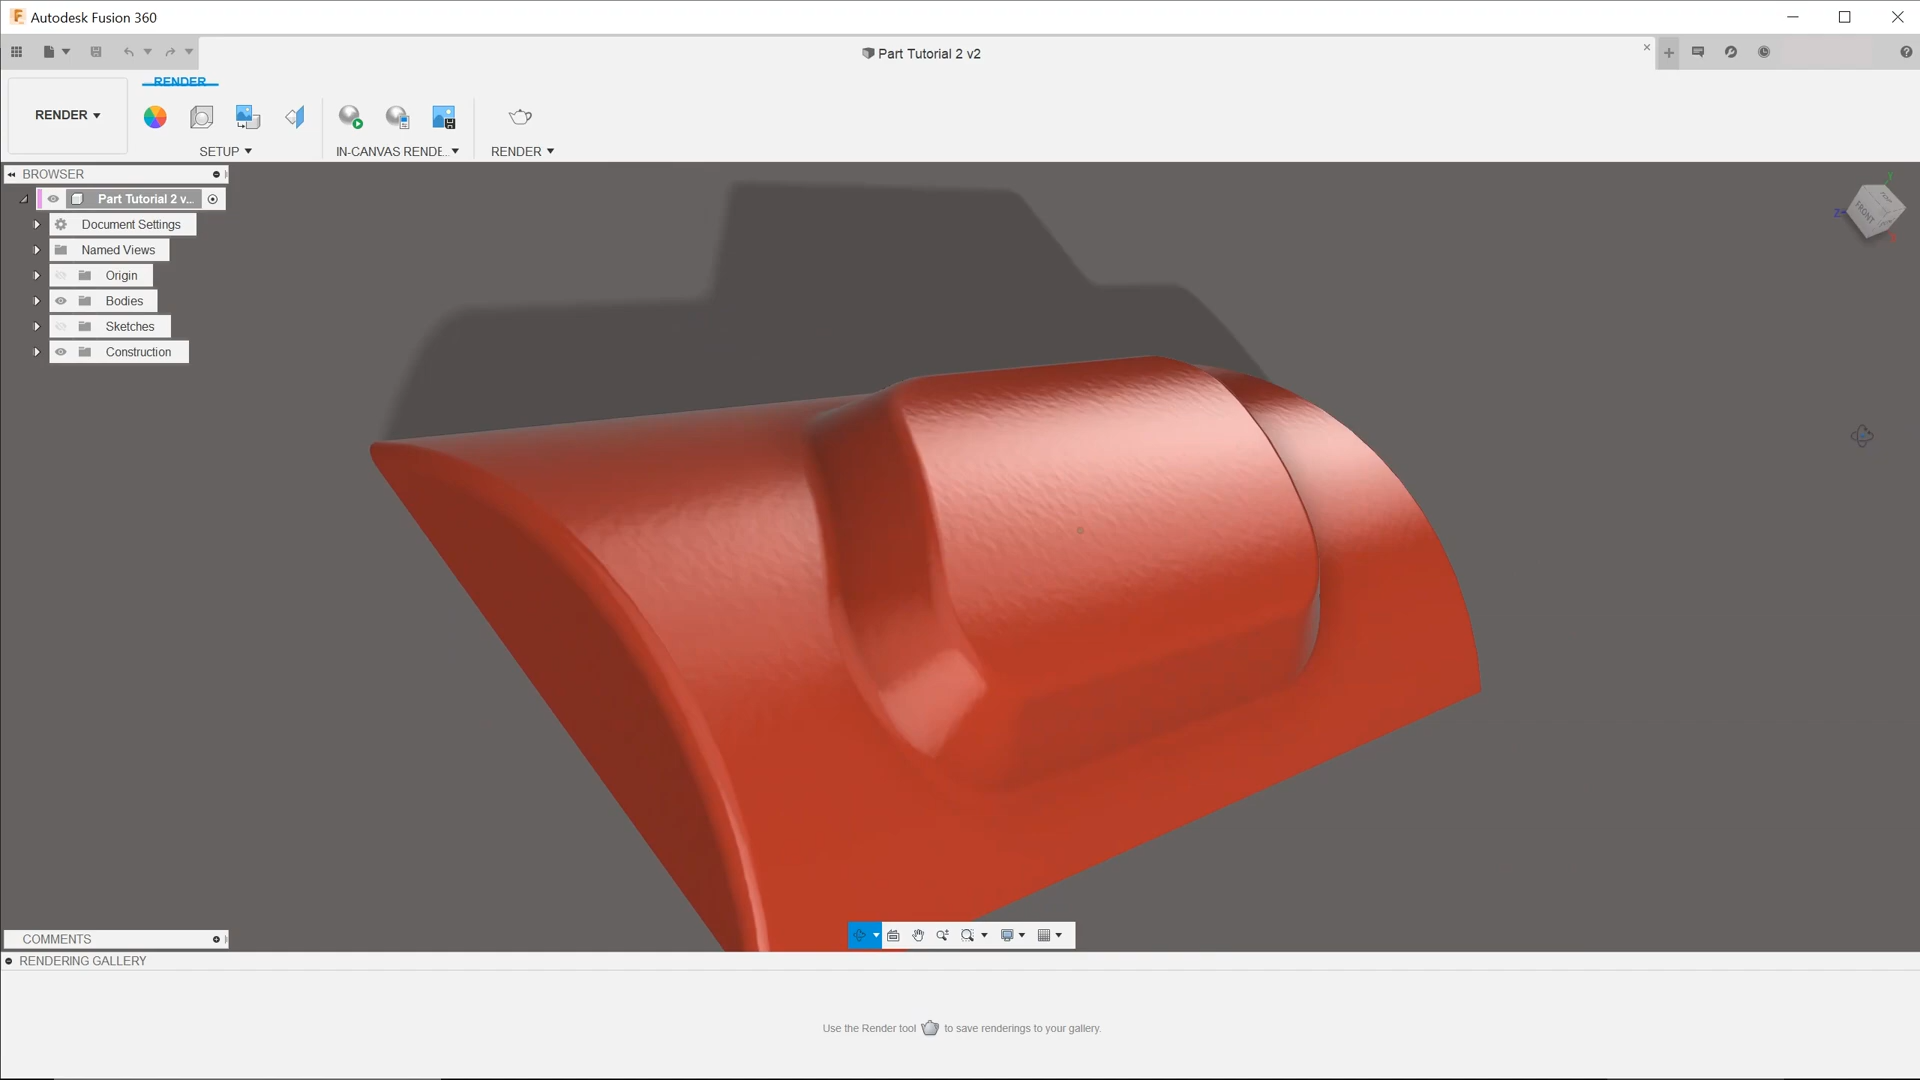 Autodesk Fusion 360
Part Tutorial 2 v2
RENDER
RENDER
SETUP
IN-CANVAS RENDE...
RENDER
BROWSER
Part Tutorial 2 v...
Document Settings
Named Views
Origin
Bodies
Sketches
Construction
Y
Z
X
FRONT
COMMENTS
RENDERING GALLERY
Use the Render tool to save renderings to your gallery.